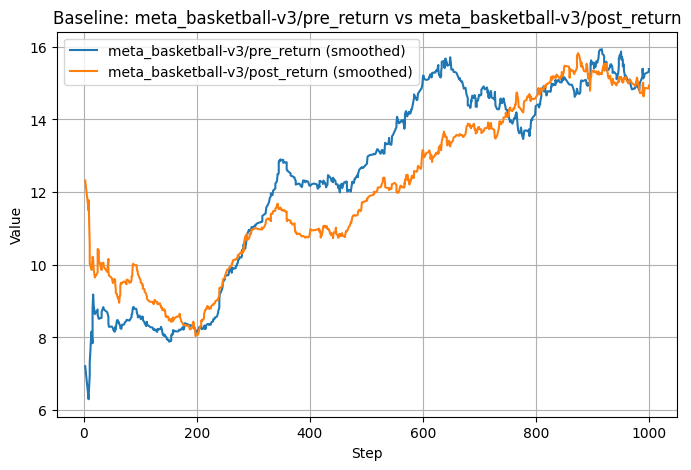 Baseline: meta_basketball-v3/pre_return vs meta_basketball-v3/post_return
meta_basketball-v3/pre_return (smoothed)
meta_basketball-v3/post_return (smoothed)
Value
16
14
12
10
8
6
0 200 400 600 800 1000
Step